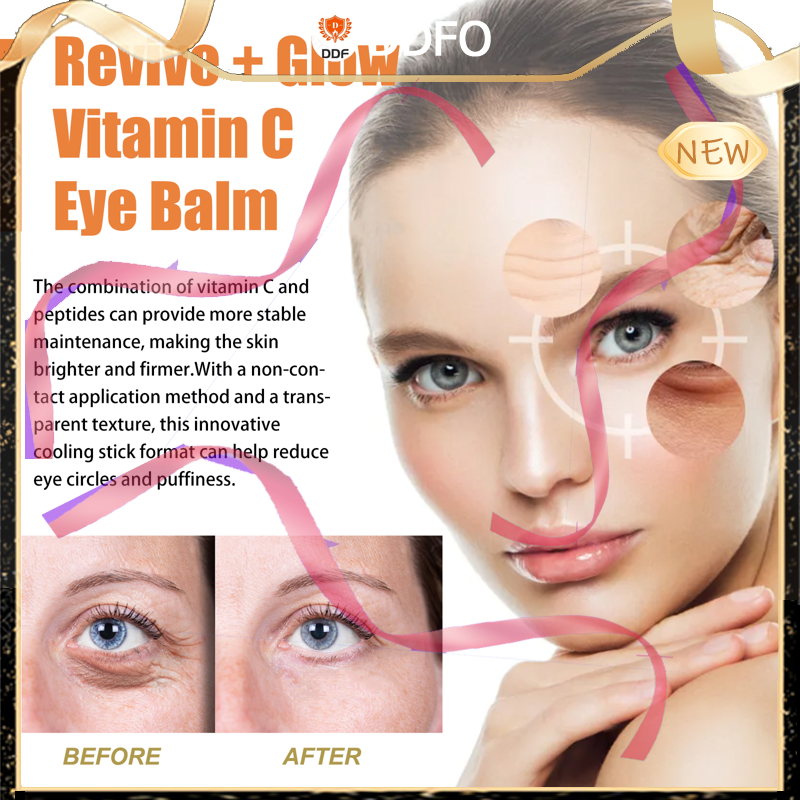 DDF
DDFO
Revive + Glow
Vitamin C
Eye Balm
NEW
The combination of vitamin C and
peptides can provide more stable
maintenance, making the skin
brighter and firmer.With a non-con-
tact application method and a trans-
parent texture, this innovative
cooling stick format can help reduce
eye circles and puffiness.
BEFORE
AFTER